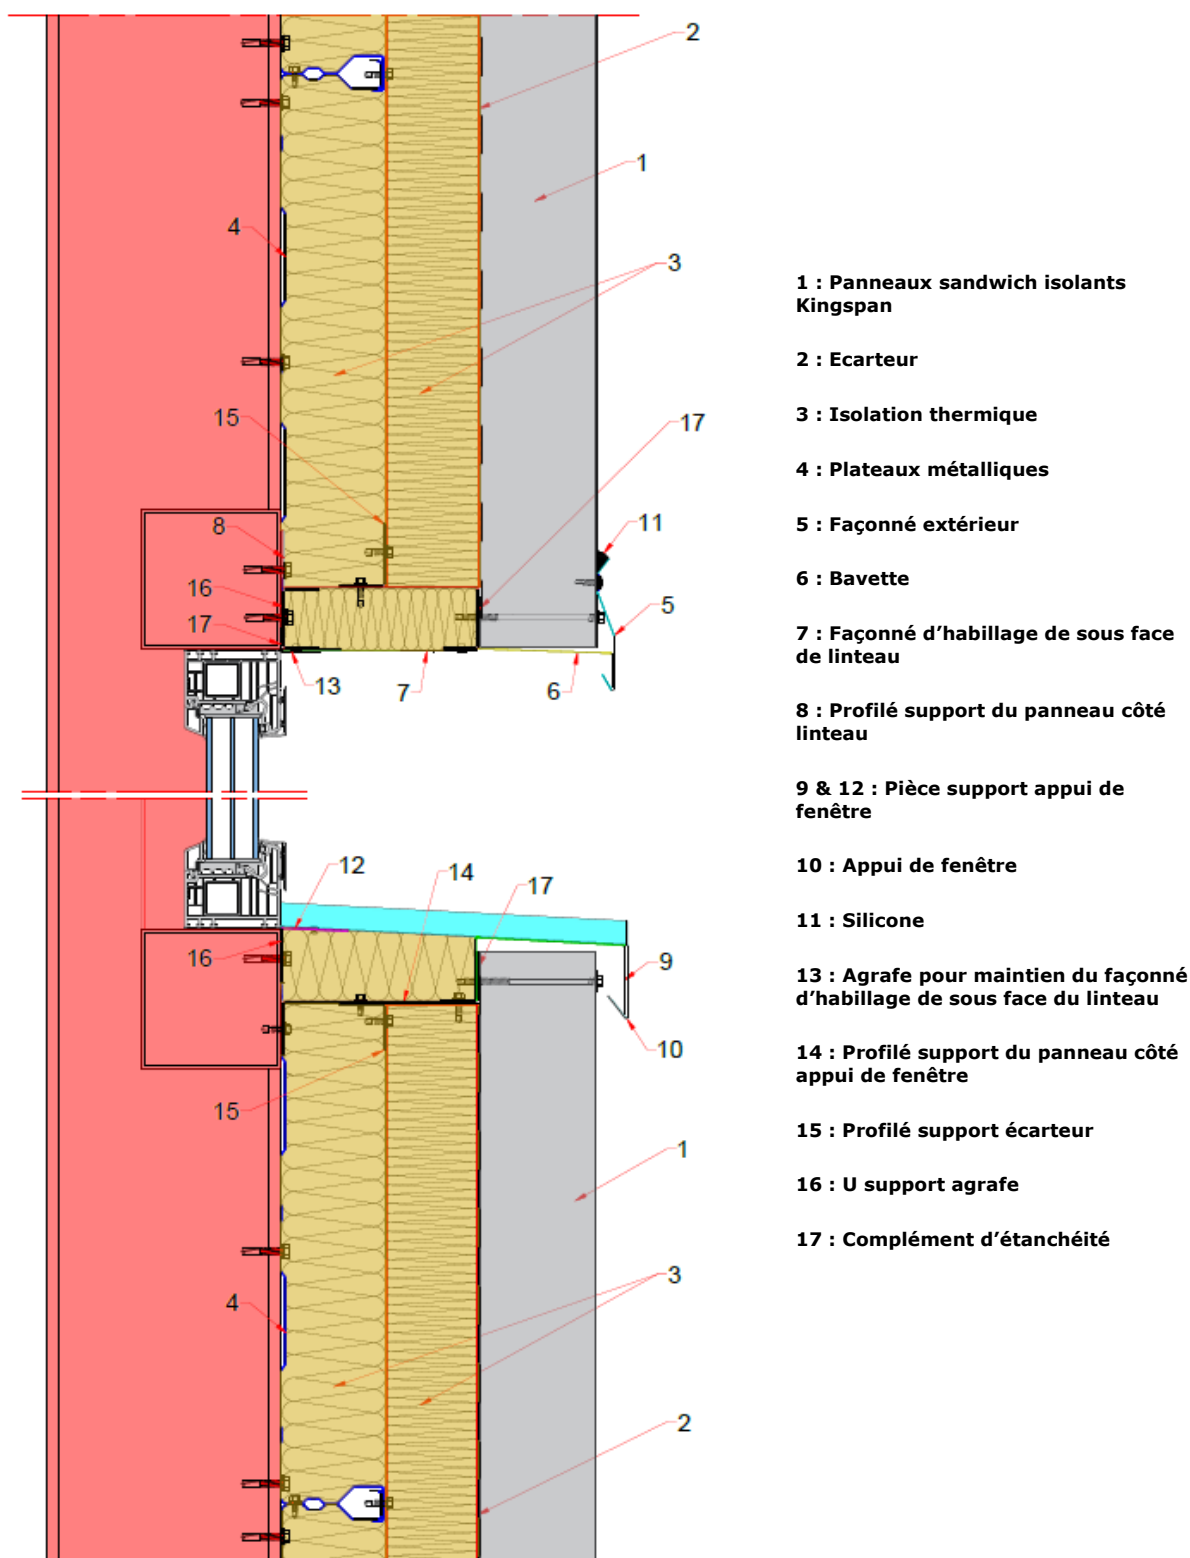 2
1
4
3
15
17
8
11
16
5
17
13
7
6
12
14
17
16
9
10
15
1
3
4
2
1 : Panneaux sandwich isolants
Kingspan
2 : Ecarteur
3 : Isolation thermique
4 : Plateaux métalliques
5 : Façonné extérieur
6 : Bavette
7 : Façonné d’habillage de sous face
de linteau
8 : Profilé support du panneau côté
linteau
9 & 12 : Pièce support appui de
fenêtre
10 : Appui de fenêtre
11 : Silicone
13 : Agrafe pour maintien du façonné
d’habillage de sous face du linteau
14 : Profilé support du panneau côté
appui de fenêtre
15 : Profilé support écarteur
16 : U support agrafe
17 : Complément d’étanchéité